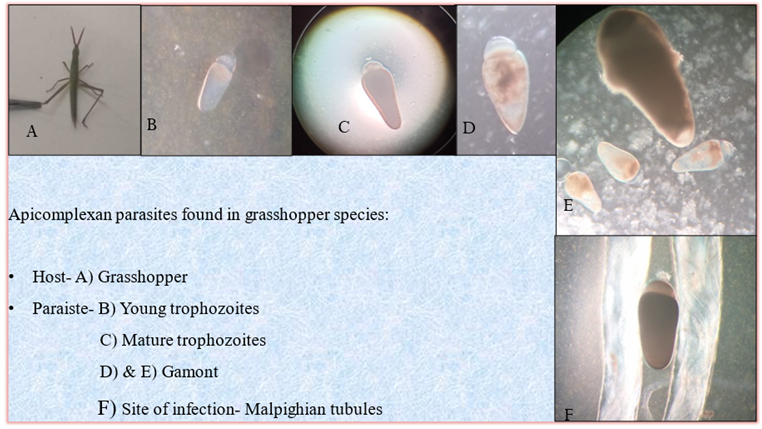 A
B
C
D
E
Apicomplexan parasites found in grasshopper species:
• Host- A) Grasshopper
• Paraiste- B) Young trophozoites
C) Mature trophozoites
D) & E) Gamont
F) Site of infection- Malpighian tubules
F